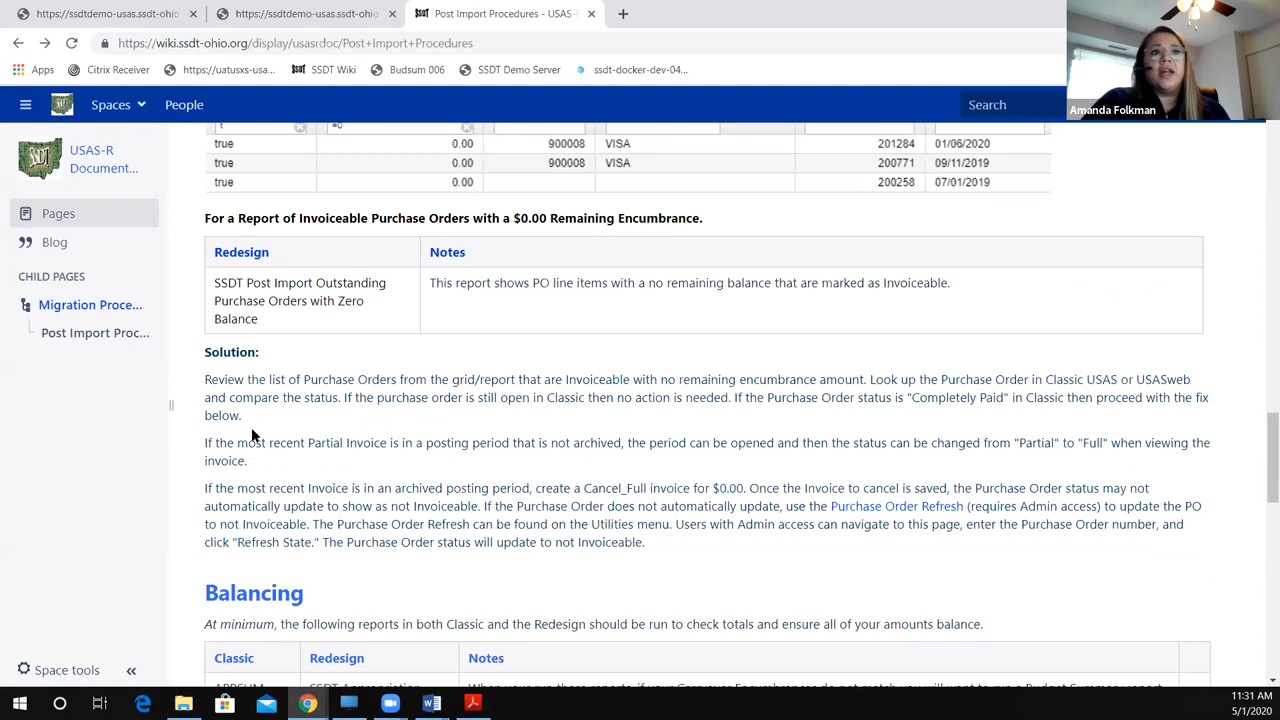 https://ssdtdemo-usas.ssdt-ohio
https://ssdtdemo-usas.ssdt-ohio
SSDT Post Import Procedures - USAS-R
https://wiki.ssdt-ohio.org/display/usasrdoc/Post+Import+Procedures
Apps Citrix Receiver https://uatusxs-usa... SSDT Wiki Budsum 006 SSDT Demo Server ssdt-docker-dev-04...
Amanda Folkman
Spaces People Search
SSDT
USAS-R
Document...
Pages
Blog
CHILD PAGES
Migration Proce...
Post Import Proc...
Space tools
t =0
true 0.00 900008 VISA 201284 01/06/2020
true 0.00 900008 VISA 200771 09/11/2019
true 0.00 200258 07/01/2019
For a Report of Invoiceable Purchase Orders with a $0.00 Remaining Encumbrance.
Redesign Notes
SSDT Post Import Outstanding
Purchase Orders with Zero
Balance
This report shows PO line items with a no remaining balance that are marked as Invoiceable.
Solution:
Review the list of Purchase Orders from the grid/report that are Invoiceable with no remaining encumbrance amount. Look up the Purchase Order in Classic USAS or USASweb
and compare the status. If the purchase order is still open in Classic then no action is needed. If the Purchase Order status is "Completely Paid" in Classic then proceed with the fix
below.
If the most recent Partial Invoice is in a posting period that is not archived, the period can be opened and then the status can be changed from "Partial" to "Full" when viewing the
invoice.
If the most recent Invoice is in an archived posting period, create a Cancel_Full invoice for $0.00. Once the Invoice to cancel is saved, the Purchase Order status may not
automatically update to show as not Invoiceable. If the Purchase Order does not automatically update, use the Purchase Order Refresh (requires Admin access) to update the PO
to not Invoiceable. The Purchase Order Refresh can be found on the Utilities menu. Users with Admin access can navigate to this page, enter the Purchase Order number, and
click "Refresh State." The Purchase Order status will update to not Invoiceable.
Balancing
At minimum, the following reports in both Classic and the Redesign should be run to check totals and ensure all of your amounts balance.
Classic Redesign Notes
11:31 AM
5/1/2020